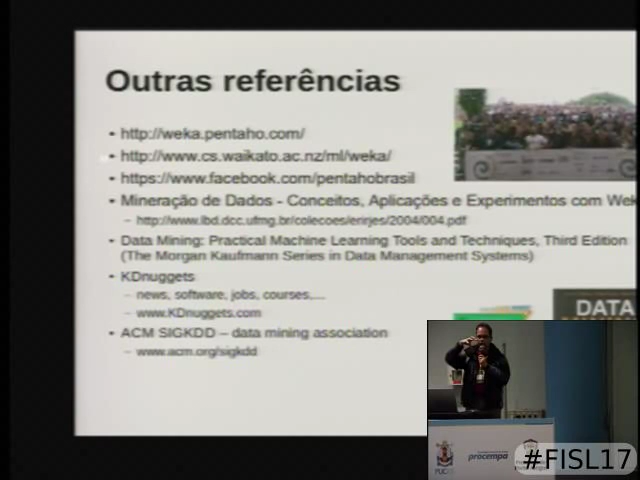 Outras referências
• http://weka.pentaho.com/
• http://www.cs.waikato.ac.nz/ml/weka/
• https://www.facebook.com/pentahobrasil
• Mineração de Dados - Conceitos, Aplicações e Experimentos com Wek
– http://www.lbd.dcc.ufmg.br/colecoes/erirjes/2004/004.pdf
• Data Mining: Practical Machine Learning Tools and Techniques, Third Edition
(The Morgan Kaufmann Series in Data Management Systems)
• KDnuggets
– news, software, jobs, courses,...
– www.KDnuggets.com
• ACM SIGKDD – data mining association
– www.acm.org/sigkdd
DATA
procempa
#FISL17